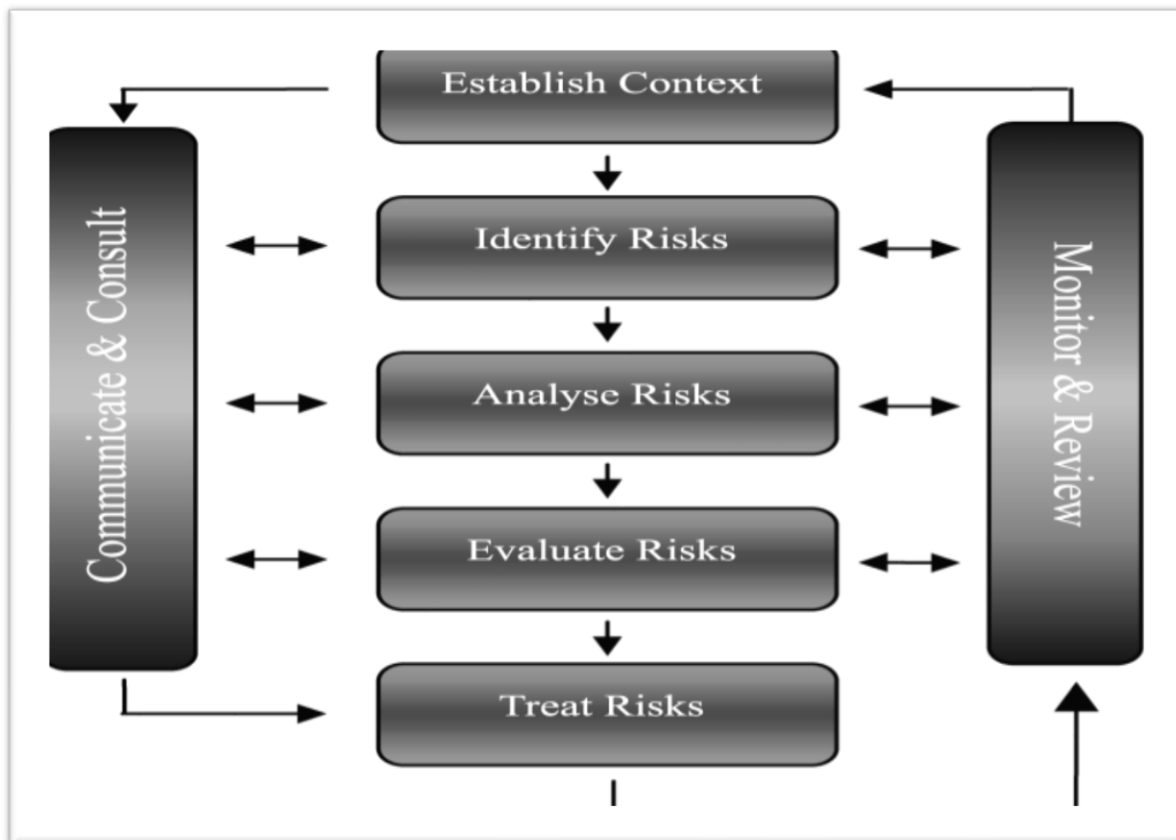 Establish Context
Identify Risks
Analyse Risks
Evaluate Risks
Treat Risks
Communicate & Consult
Monitor & Review